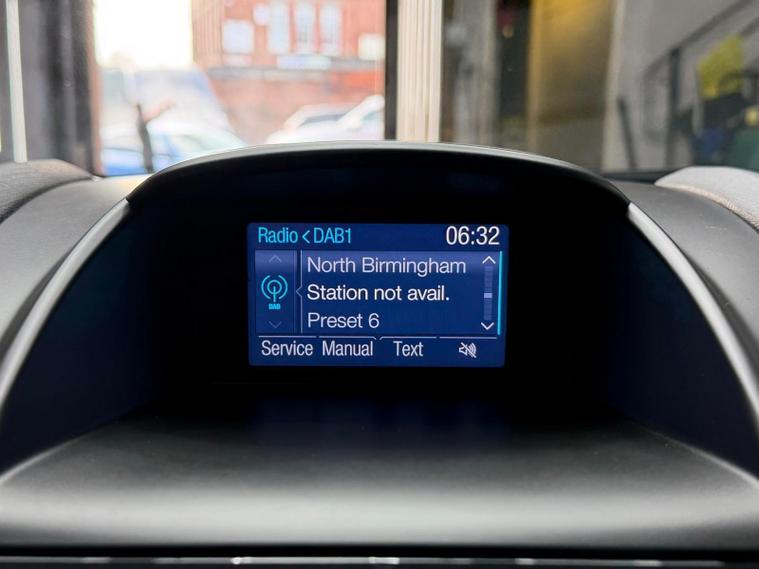 Radio < DAB1 06:32
North Birmingham
DAB
Station not avail.
Preset 6
Service Manual Text